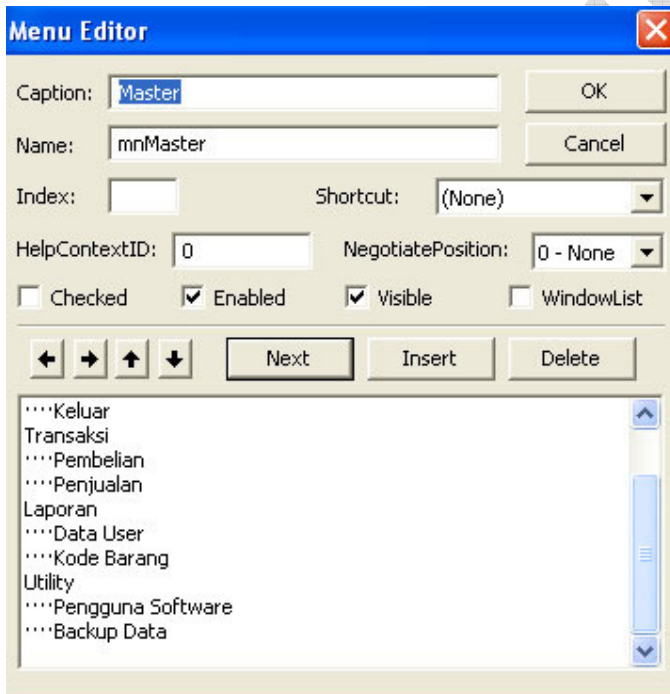 Menu Editor
Caption: Master OK
Name: mnMaster Cancel
Index: Shortcut: (None)
HelpContextID: 0 NegotiatePosition: 0 - None
Checked Enabled Visible WindowList
Next Insert Delete
····Keluar
Transaksi
····Pembelian
····Penjualan
Laporan
····Data User
····Kode Barang
Utility
····Pengguna Software
····Backup Data